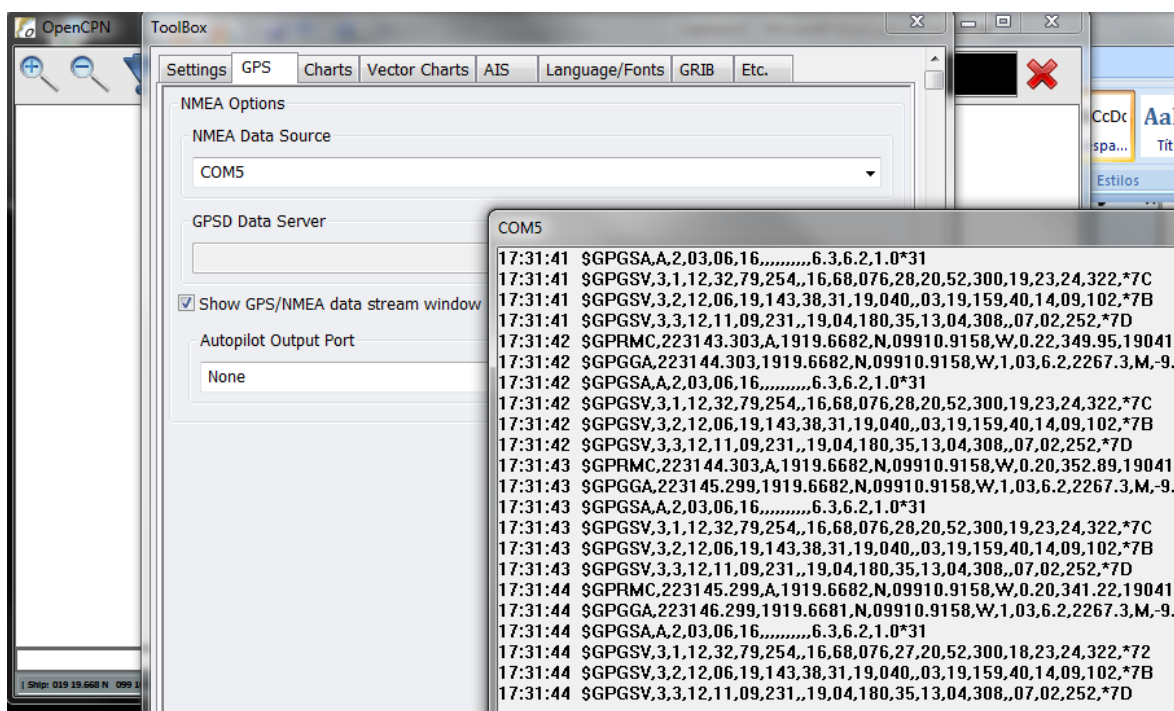 OpenCPN
ToolBox
Settings GPS Charts Vector Charts AIS Language/Fonts GRIB Etc.
NMEA Options
NMEA Data Source
COM5
GPSD Data Server
Show GPS/NMEA data stream window
Autopilot Output Port
None
CcDc Aa
spa... Tít
Estilos
COM5
17:31:41 $GPGSA,A,2,03,06,16,,,,,,,,,,6.3,6.2,1.0*31
17:31:41 $GPGSV,3,1,12,32,79,254,,16,68,076,28,20,52,300,19,23,24,322,*7C
17:31:41 $GPGSV,3,2,12,06,19,143,38,31,19,040,,03,19,159,40,14,09,102,*7B
17:31:41 $GPGSV,3,3,12,11,09,231,,19,04,180,35,13,04,308,,07,02,252,*7D
17:31:42 $GPRMC,223143.303,A,1919.6682,N,09910.9158,W,0.22,349.95,19041
17:31:42 $GPGGA,223144.303,1919.6682,N,09910.9158,W,1,03,6.2,2267.3,M,-9.
17:31:42 $GPGSA,A,2,03,06,16,,,,,,,,,,6.3,6.2,1.0*31
17:31:42 $GPGSV,3,1,12,32,79,254,,16,68,076,28,20,52,300,19,23,24,322,*7C
17:31:42 $GPGSV,3,2,12,06,19,143,38,31,19,040,,03,19,159,40,14,09,102,*7B
17:31:42 $GPGSV,3,3,12,11,09,231,,19,04,180,35,13,04,308,,07,02,252,*7D
17:31:43 $GPRMC,223144.303,A,1919.6682,N,09910.9158,W,0.20,352.89,19041
17:31:43 $GPGGA,223145.299,1919.6682,N,09910.9158,W,1,03,6.2,2267.3,M,-9.
17:31:43 $GPGSA,A,2,03,06,16,,,,,,,,,,6.3,6.2,1.0*31
17:31:43 $GPGSV,3,1,12,32,79,254,,16,68,076,28,20,52,300,19,23,24,322,*7C
17:31:43 $GPGSV,3,2,12,06,19,143,38,31,19,040,,03,19,159,40,14,09,102,*7B
17:31:43 $GPGSV,3,3,12,11,09,231,,19,04,180,35,13,04,308,,07,02,252,*7D
17:31:44 $GPRMC,223145.299,A,1919.6682,N,09910.9158,W,0.20,341.22,19041
17:31:44 $GPGGA,223146.299,1919.6681,N,09910.9158,W,1,03,6.2,2267.3,M,-9.
17:31:44 $GPGSA,A,2,03,06,16,,,,,,,,,,6.3,6.2,1.0*31
17:31:44 $GPGSV,3,1,12,32,79,254,,16,68,076,27,20,52,300,18,23,24,322,*72
17:31:44 $GPGSV,3,2,12,06,19,143,38,31,19,040,,03,19,159,40,14,09,102,*7B
17:31:44 $GPGSV,3,3,12,11,09,231,,19,04,180,35,13,04,308,,07,02,252,*7D
Ship: 019 19.668 N 099 1